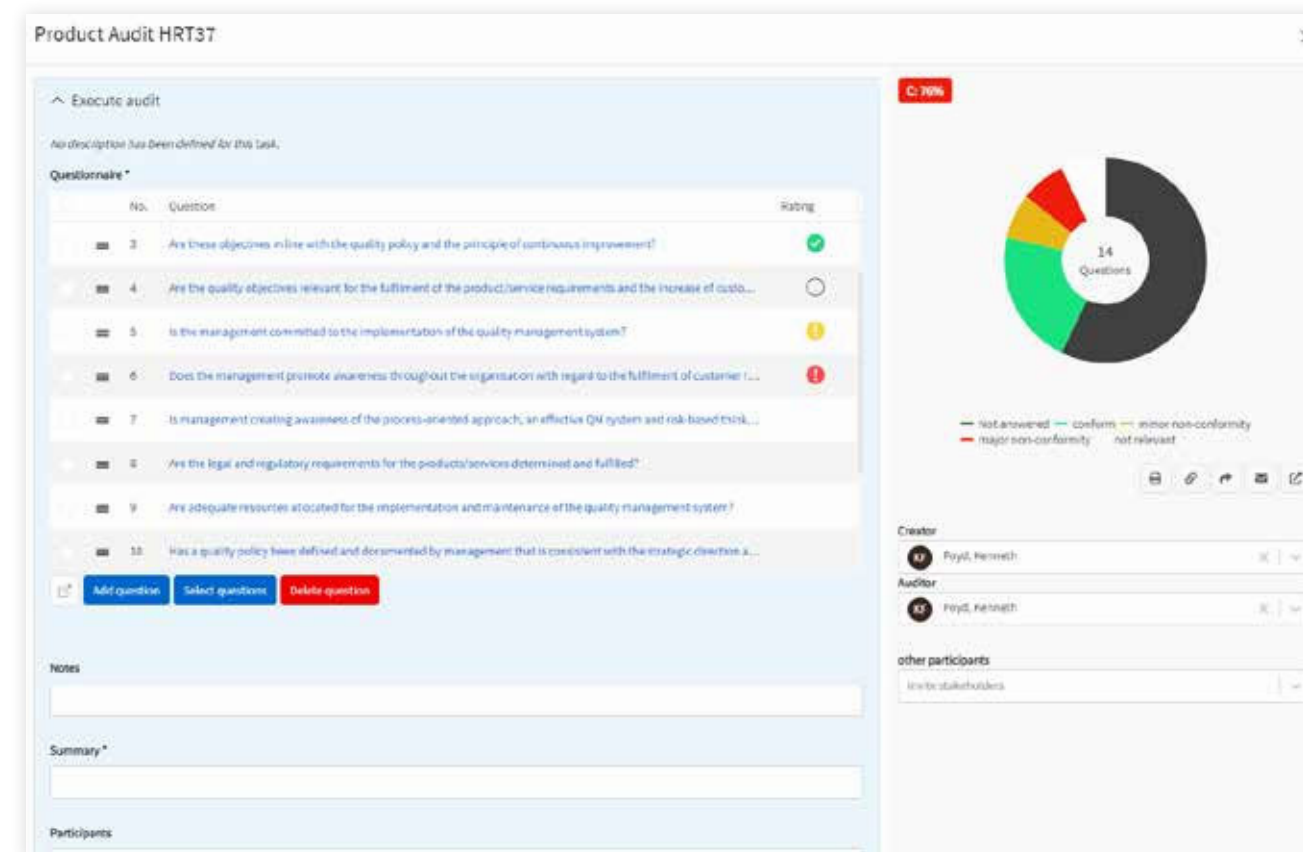 Product Audit HRT37
Execute audit
No description has been defined for this task.
Questionnaire *
No. Question Rating
3 Are these objectives in line with the quality policy and the principle of continuous improvement?
4 Are the quality objectives relevant for the fulfilment of the product/service requirements and the increase of custo...
5 Is the management committed to the implementation of the quality management system?
6 Does the management promote awareness throughout the organisation with regard to the fulfilment of customer r...
7 Is management creating awareness of the process-oriented approach, an effective QM system and risk-based think...
8 Are the legal and regulatory requirements for the products/services determined and fulfilled?
9 Are adequate resources allocated for the implementation and maintenance of the quality management system?
10 Has a quality policy been defined and documented by management that is consistent with the strategic direction a...
Add question Select questions Delete question
Notes
Summary *
Participants
C: 76%
14
Questions
Not answered conform minor non-conformity
major non-conformity not relevant
Creator
KF Foyd, Kenneth
Auditor
KF Foyd, Kenneth
other participants
Invite stakeholders